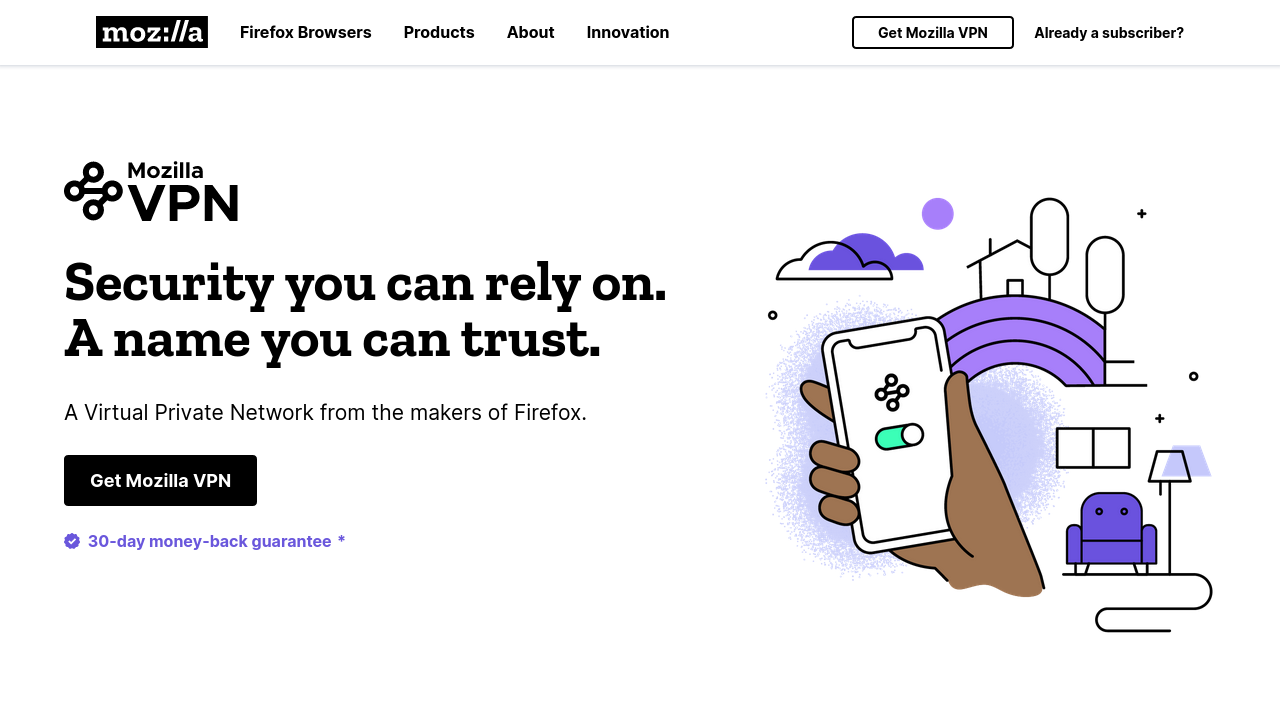 moz://a
Firefox Browsers
Products
About
Innovation
Get Mozilla VPN
Already a subscriber?
Mozilla
VPN
Security you can rely on.
A name you can trust.
A Virtual Private Network from the makers of Firefox.
Get Mozilla VPN
30-day money-back guarantee *